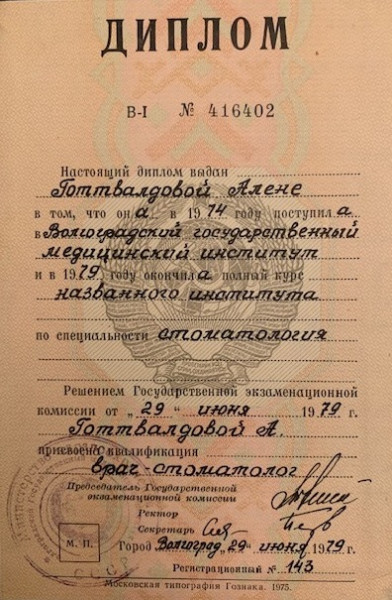 ДИПЛОМ
В-I № 416402
Настоящий диплом выдан
Готтвалдовой Алене
в том, что она в 1974 году поступила
в Волгоградский государственный
медицинский институт
и в 1979 году окончила полный курс
названного института
по специальности стоматология
Решением Государственной экзаменационной
комиссии от „29“ июня 1979 г.
Готтвалдовой А.
присвоена квалификация
врач-стоматолог
Председатель Государственной
экзаменационной комиссии
Ректор
Секретарь
М. П.
Город Волгоград, „29“ июня 1979 г.
Регистрационный № 143
Московская типография Гознака. 1975.